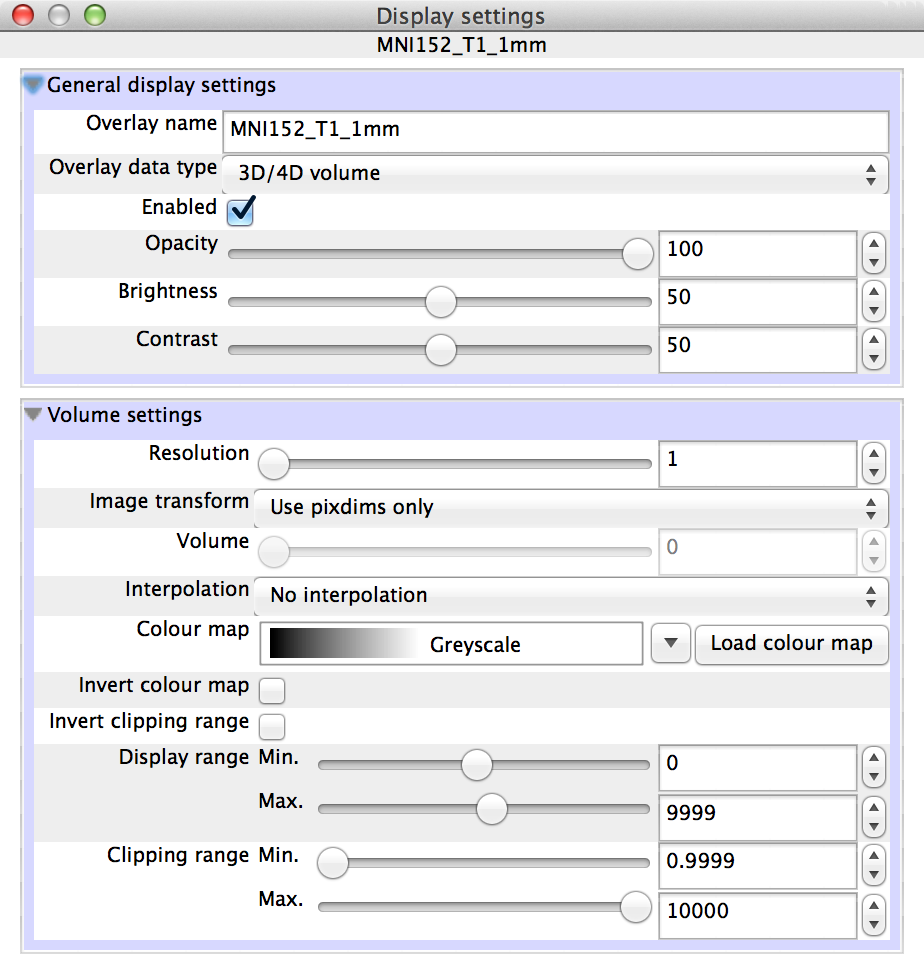 Display settings
MNI152_T1_1mm
General display settings
Overlay name MNI152_T1_1mm
Overlay data type 3D/4D volume
Enabled
Opacity 100
Brightness 50
Contrast 50
Volume settings
Resolution 1
Image transform Use pixdims only
Volume 0
Interpolation No interpolation
Colour map Greyscale Load colour map
Invert colour map
Invert clipping range
Display range Min. 0
Max. 9999
Clipping range Min. 0.9999
Max. 10000